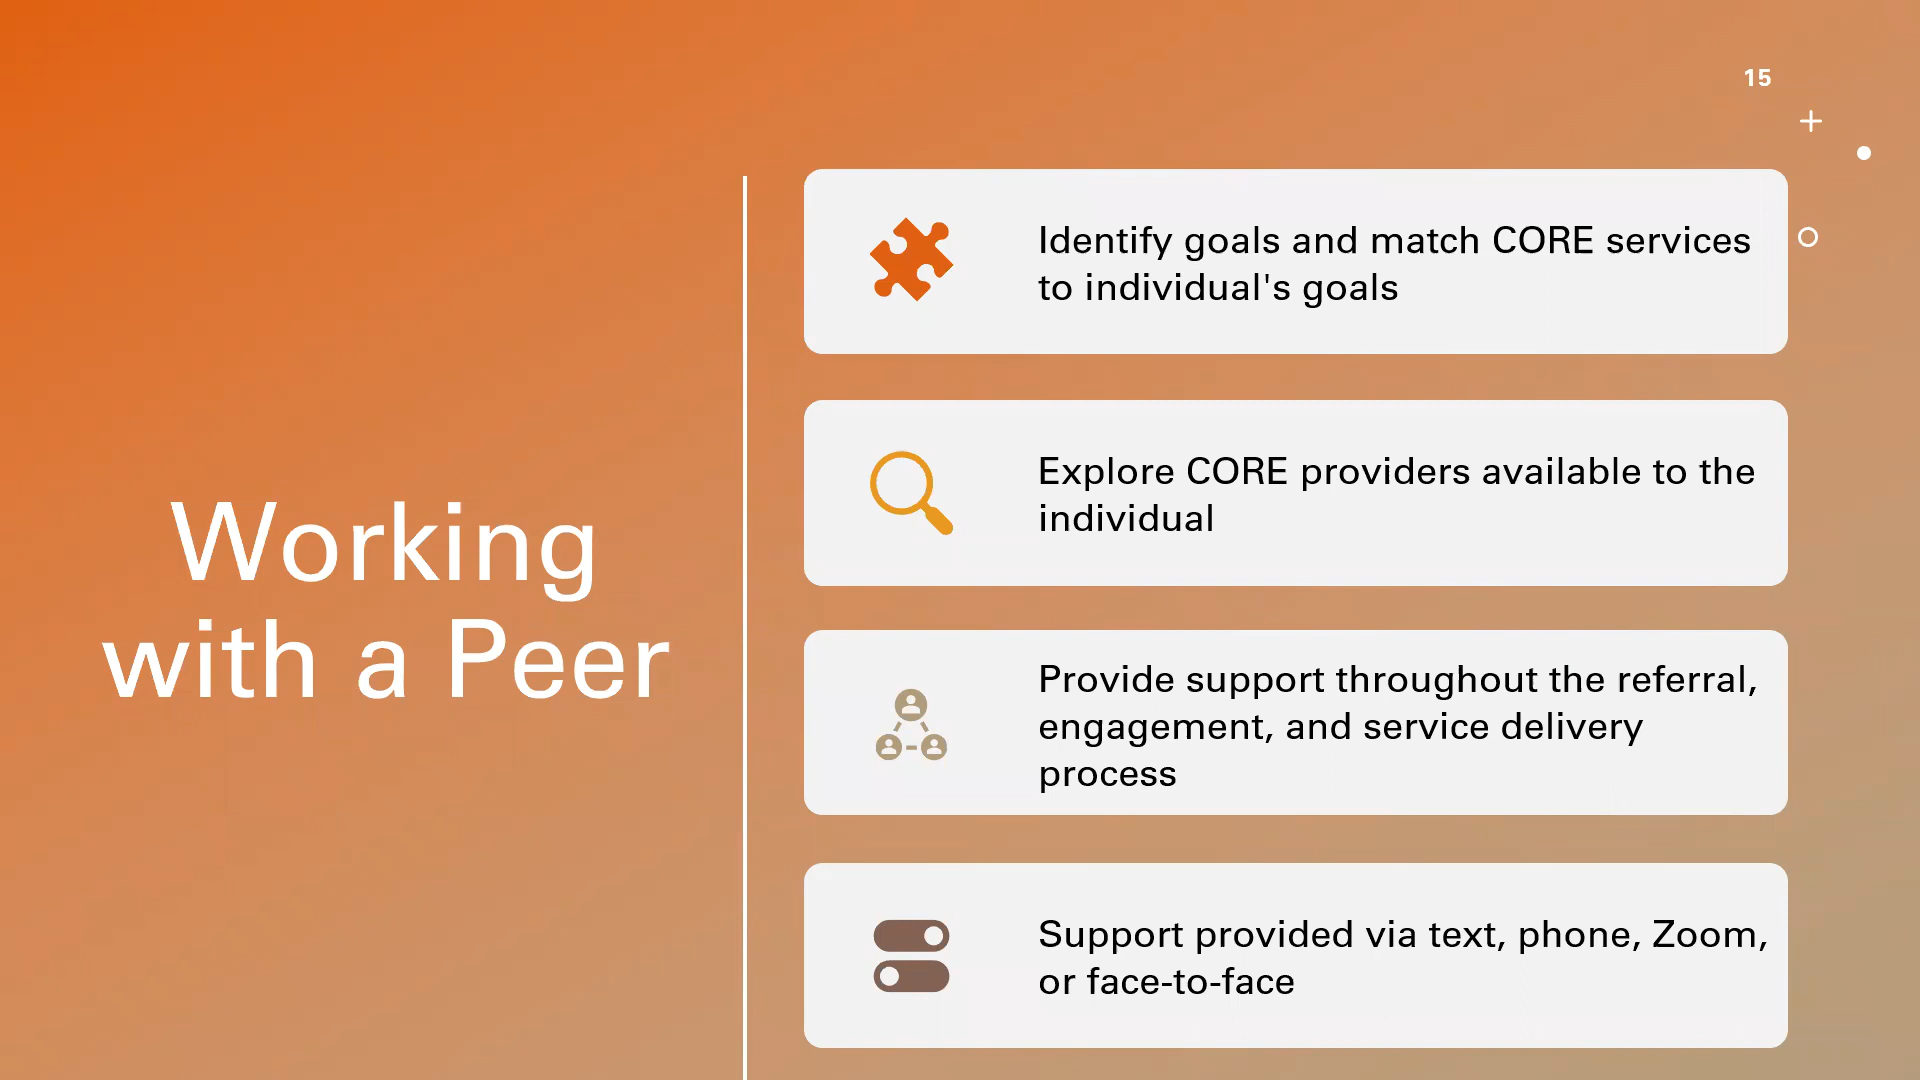 15
Working
with a Peer
Identify goals and match CORE services
to individual's goals
Explore CORE providers available to the
individual
Provide support throughout the referral,
engagement, and service delivery
process
Support provided via text, phone, Zoom,
or face-to-face